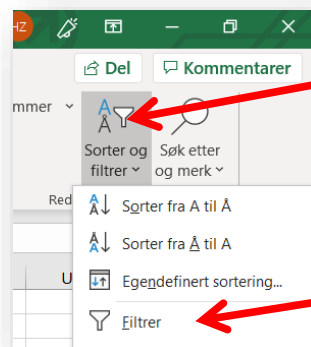 HZ
Del
Kommentarer
mmer
Sorter og
filtrer
Søk etter
og merk
Red
Sorter fra A til Å
Sorter fra Å til A
U
Egendefinert sortering...
Filtrer